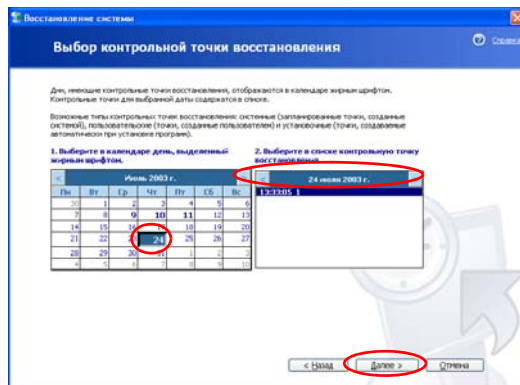 Восстановление системы
Выбор контрольной точки восстановления
Справка
Дни, имеющие контрольные точки восстановления, отображаются в календаре жирным шрифтом.
Контрольные точки для выбранной даты содержатся в списке.
Возможные типы контрольных точек восстановления: системные (запланированные точки, созданные
системой), пользовательские (точки, созданные пользователем) и установочные (точки, создаваемые
автоматически при установке программ).
1. Выберите в календаре день, выделенный
жирным шрифтом.
2. Выберите в списке контрольную точку
восстановления.
< Июль 2003 г.
< 24 июля 2003 г.
Пн Вт Ср Чт Пт Сб Вс
30 1 2 3 4 5 6
7 8 9 10 11 12 13
14 15 16 17 18 19 20
21 22 23 24 25 26 27
28 29 30 31 1 2 3
4 5 6 7 8 9 10
13:33:05 1
< Назад
Далее >
Отмена